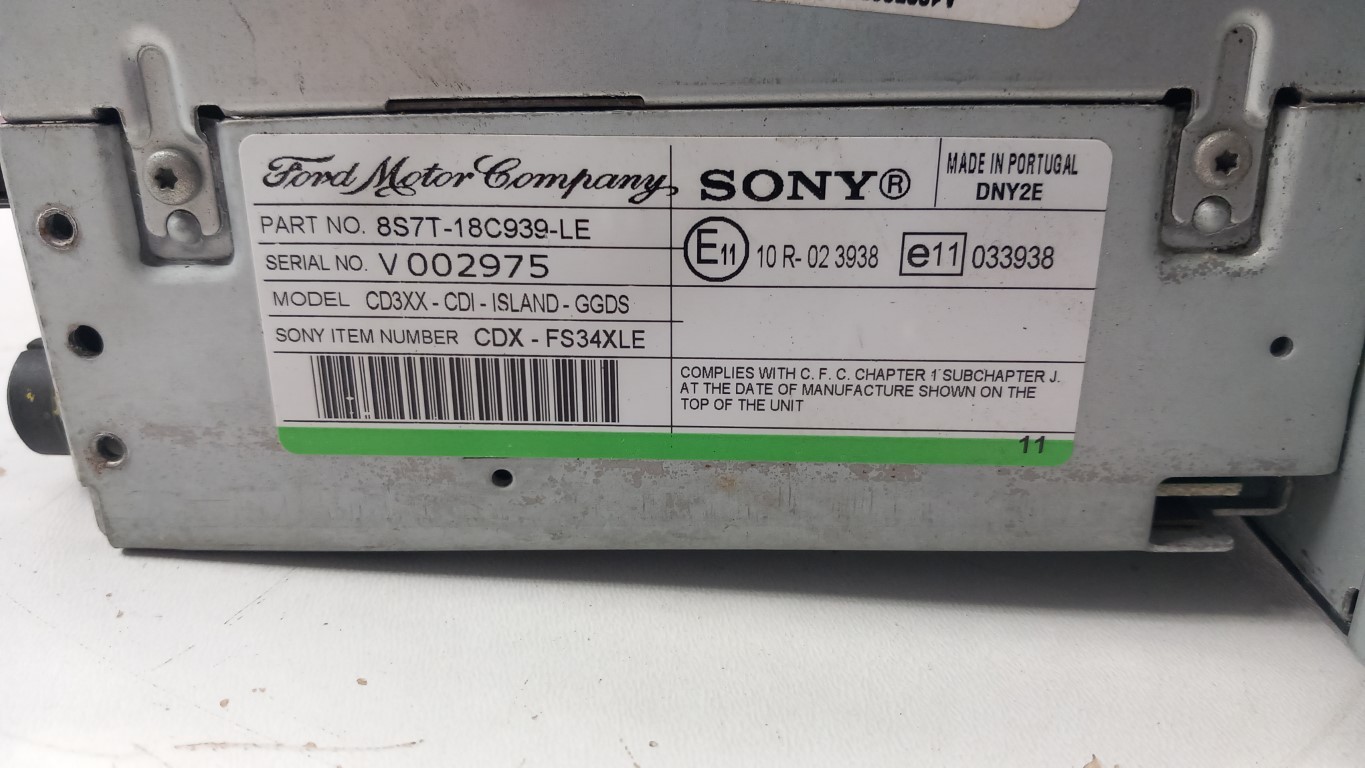 Ford Motor Company
SONY®
MADE IN PORTUGAL
DNY2E
PART NO. 8S7T-18C939-LE
SERIAL NO. V002975
MODEL CD3XX - CDI - ISLAND - GGDS
SONY ITEM NUMBER CDX - FS34XLE
E11 10 R- 02 3938 e11 033938
COMPLIES WITH C. F. C. CHAPTER 1 SUBCHAPTER J.
AT THE DATE OF MANUFACTURE SHOWN ON THE
TOP OF THE UNIT
11